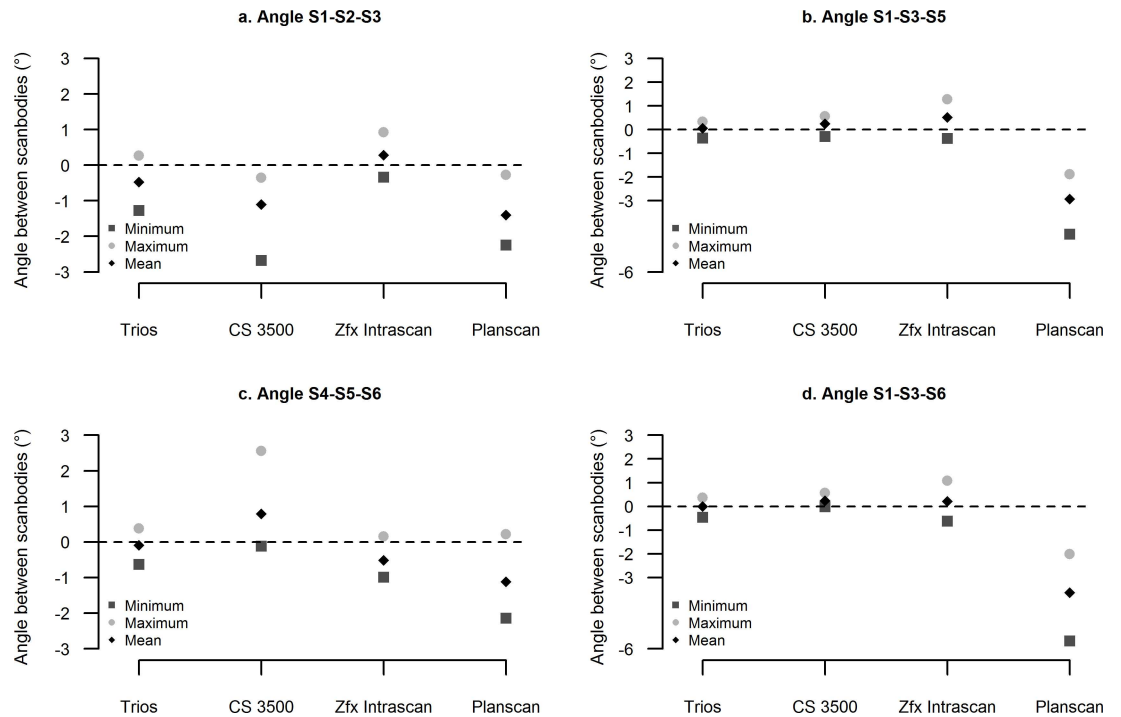 a. Angle S1-S2-S3
Angle between scanbodies (°)
3
2
1
0
-1
-2
-3
Minimum
Maximum
Mean
Trios CS 3500 Zfx Intrascan Planscan
b. Angle S1-S3-S5
Angle between scanbodies (°)
3
2
1
0
-1
-2
-3
-6
Minimum
Maximum
Mean
Trios CS 3500 Zfx Intrascan Planscan
c. Angle S4-S5-S6
Angle between scanbodies (°)
3
2
1
0
-1
-2
-3
Minimum
Maximum
Mean
Trios CS 3500 Zfx Intrascan Planscan
d. Angle S1-S3-S6
Angle between scanbodies (°)
3
2
1
0
-1
-2
-3
-6
Minimum
Maximum
Mean
Trios CS 3500 Zfx Intrascan Planscan